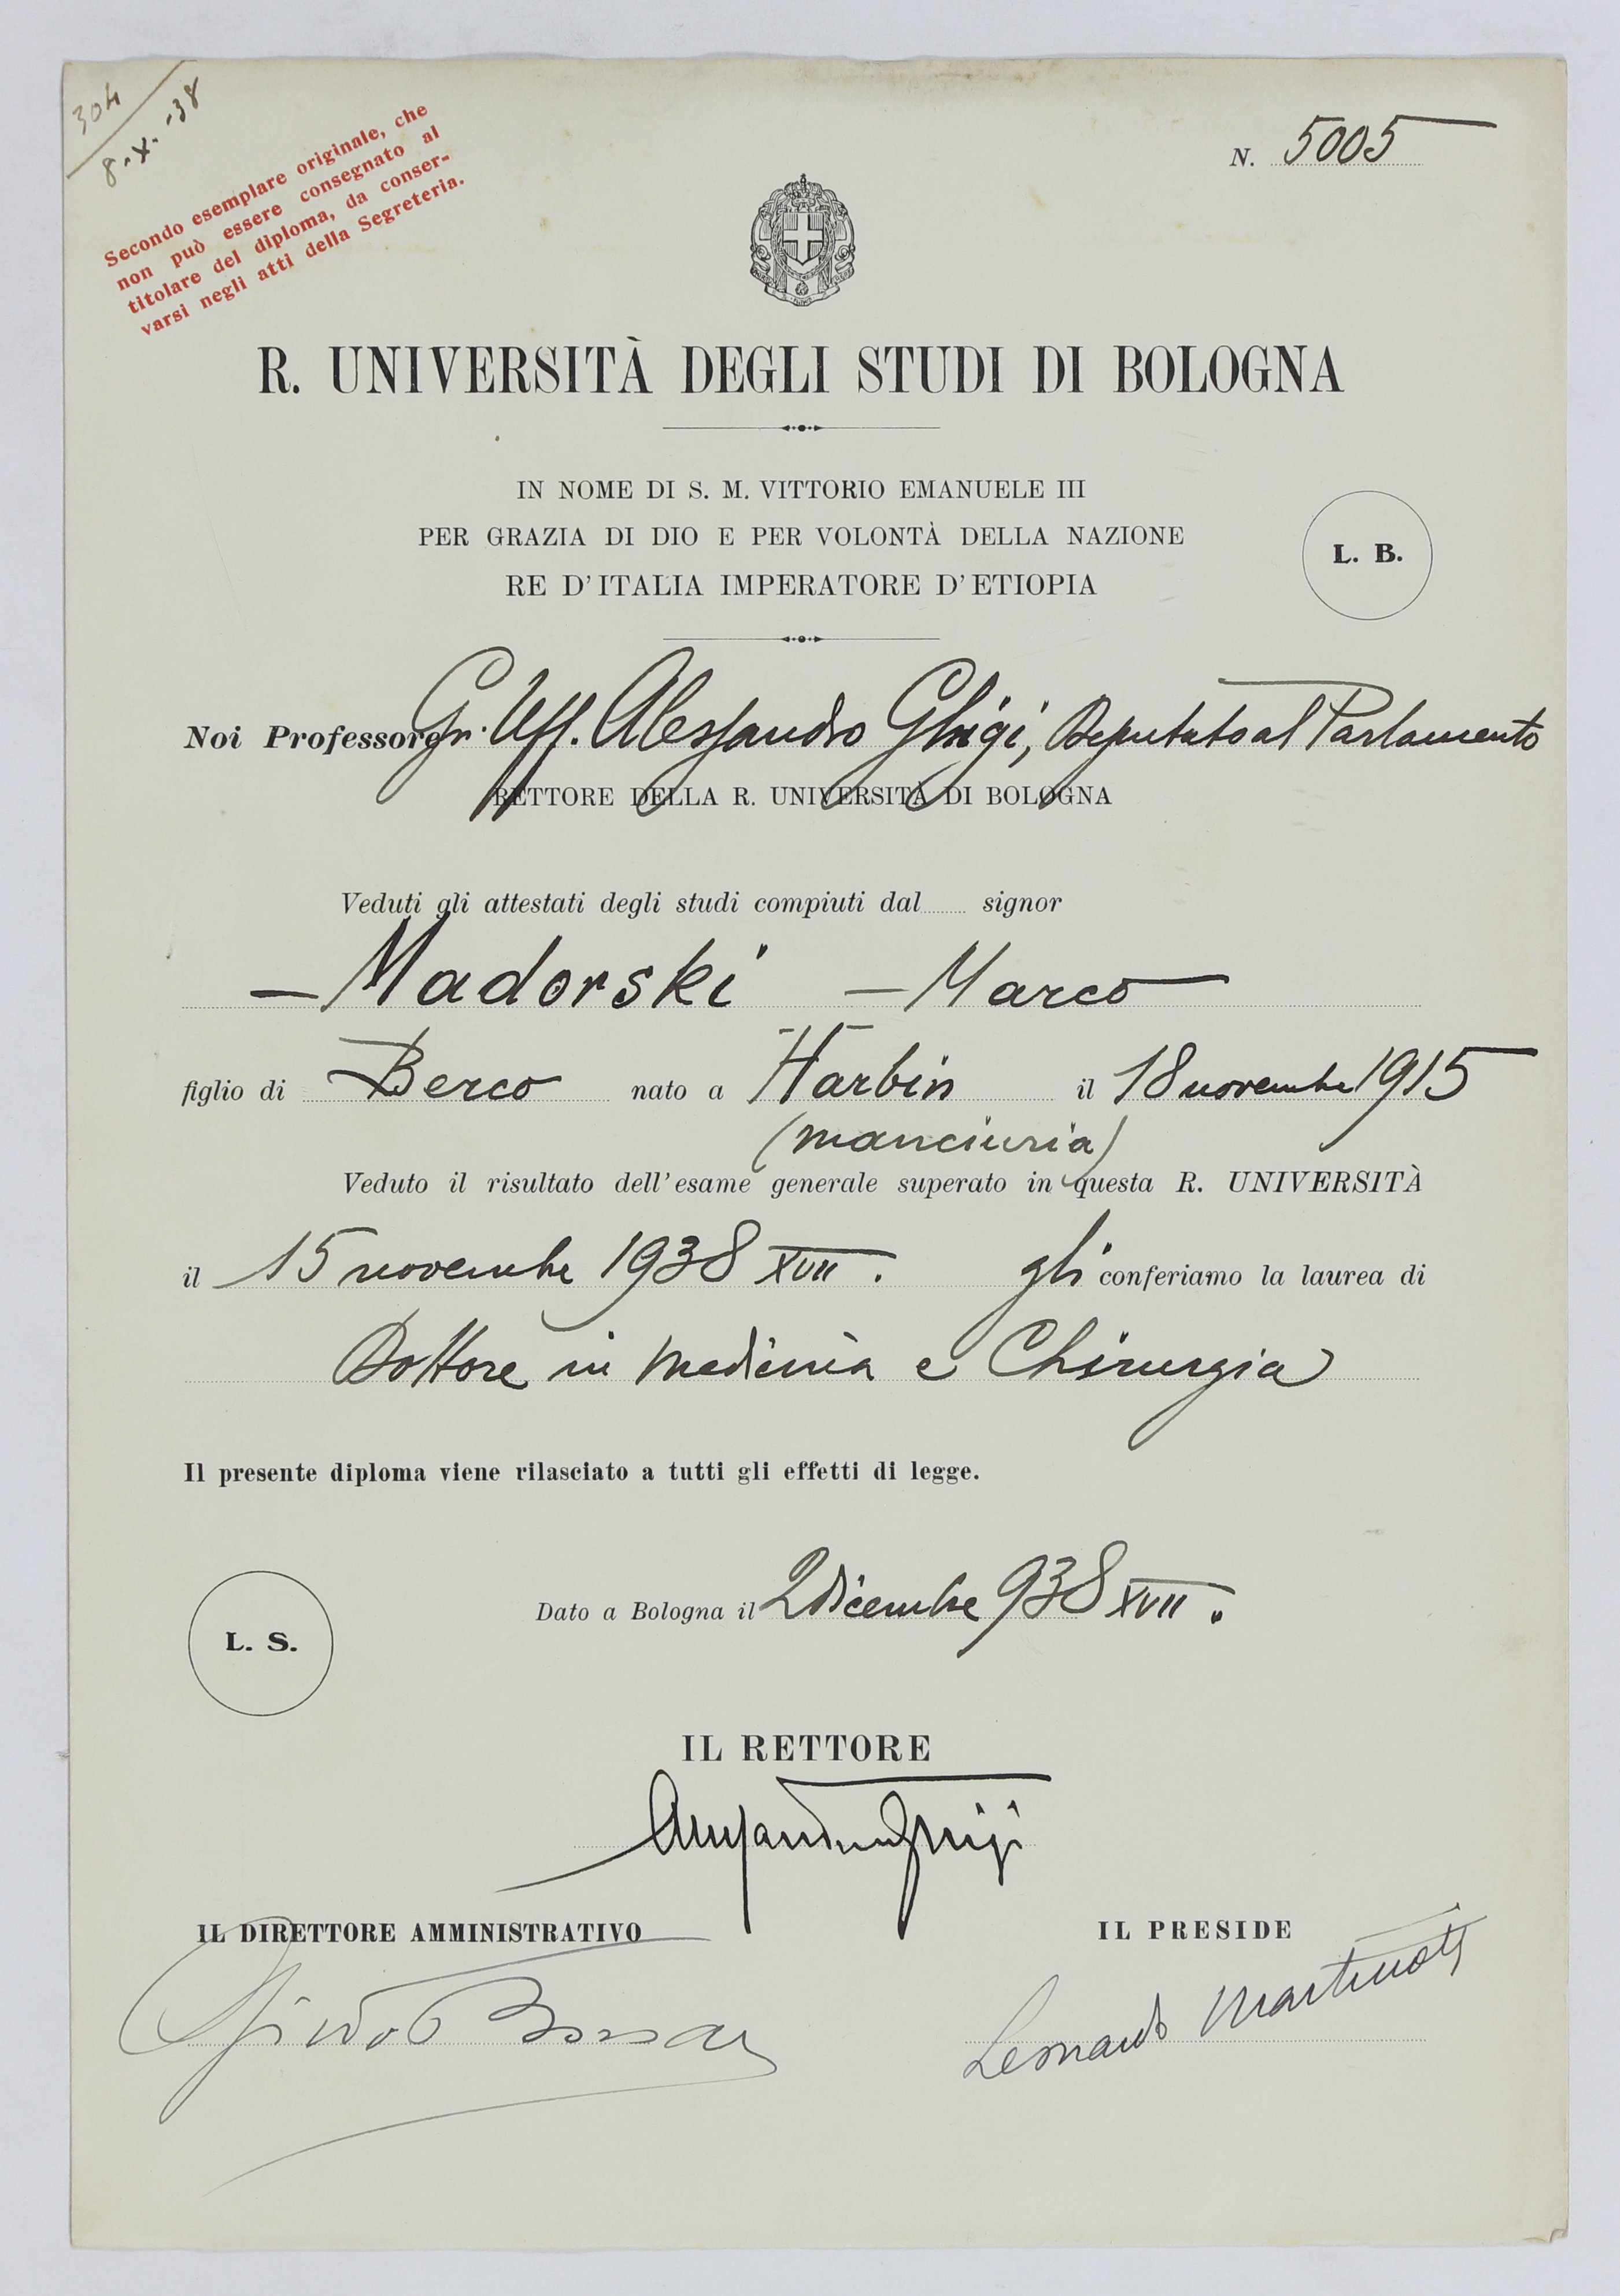 304
8-X-38
Secondo esemplare originale, che
non può essere consegnato al
titolare del diploma, da conser-
varsi negli atti della Segreteria.
N. 5005
R. UNIVERSITÀ DEGLI STUDI DI BOLOGNA
IN NOME DI S. M. VITTORIO EMANUELE III
PER GRAZIA DI DIO E PER VOLONTÀ DELLA NAZIONE
RE D'ITALIA IMPERATORE D'ETIOPIA
L. B.
Noi Professore Gr. Uff. Alessandro Ghigi, Deputato al Parlamento
RETTORE DELLA R. UNIVERSITÀ DI BOLOGNA
Veduti gli attestati degli studi compiuti dal signor
– Madorski – Marco
figlio di Berco nato a Harbin il 18 novembre 1915
(manciuria)
Veduto il risultato dell'esame generale superato in questa R. UNIVERSITÀ
il 15 novembre 1938 XVII. gli conferiamo la laurea di
Dottore in Medicina e Chirurgia
Il presente diploma viene rilasciato a tutti gli effetti di legge.
Dato a Bologna il 2 Dicembre 938 XVII.
L. S.
IL RETTORE
Alessandro Ghigi
IL DIRETTORE AMMINISTRATIVO
IL PRESIDE
Leonardo Martinotti